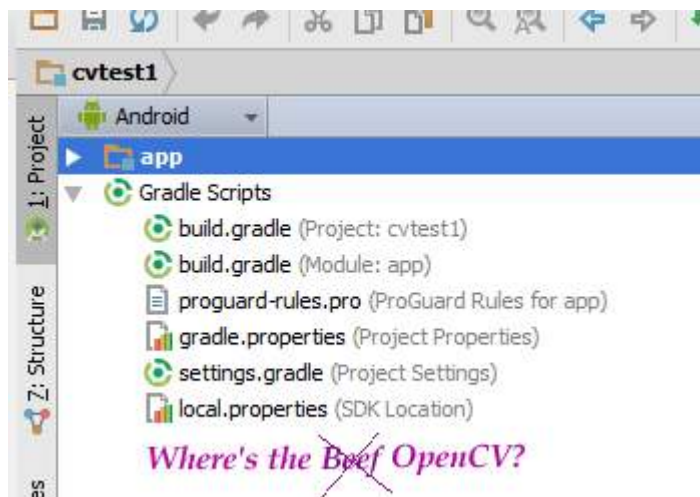 cvtest1
1: Project
Android
app
Gradle Scripts
build.gradle (Project: cvtest1)
build.gradle (Module: app)
proguard-rules.pro (ProGuard Rules for app)
gradle.properties (Project Properties)
7: Structure
settings.gradle (Project Settings)
local.properties (SDK Location)
Where's the Beef OpenCV?